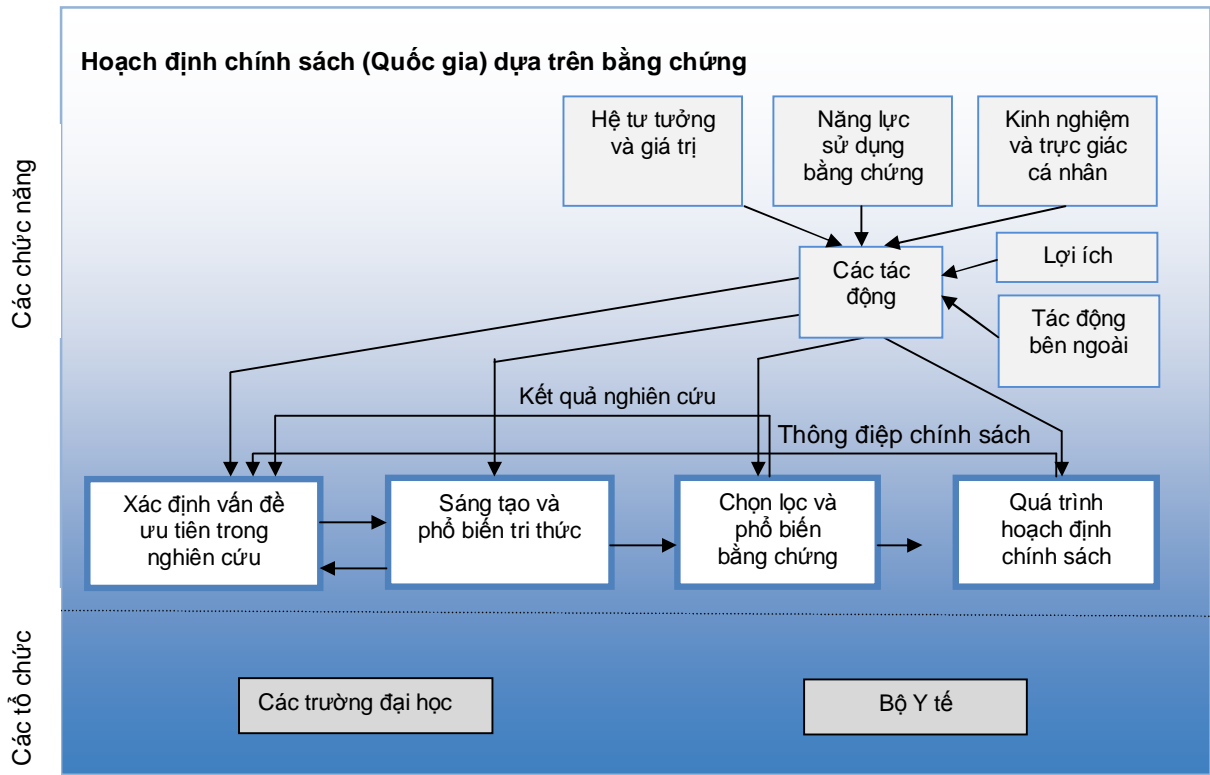 Hoạch định chính sách (Quốc gia) dựa trên bằng chứng
Các chức năng
Hệ tư tưởng
và giá trị
Năng lực
sử dụng
bằng chứng
Kinh nghiệm
và trực giác
cá nhân
Các tác
động
Lợi ích
Tác động
bên ngoài
Kết quả nghiên cứu
Thông điệp chính sách
Xác định vấn đề
ưu tiên trong
nghiên cứu
Sáng tạo và
phổ biến tri thức
Chọn lọc và
phổ biến
bằng chứng
Quá trình
hoạch định
chính sách
Các tổ chức
Các trường đại học
Bộ Y tế